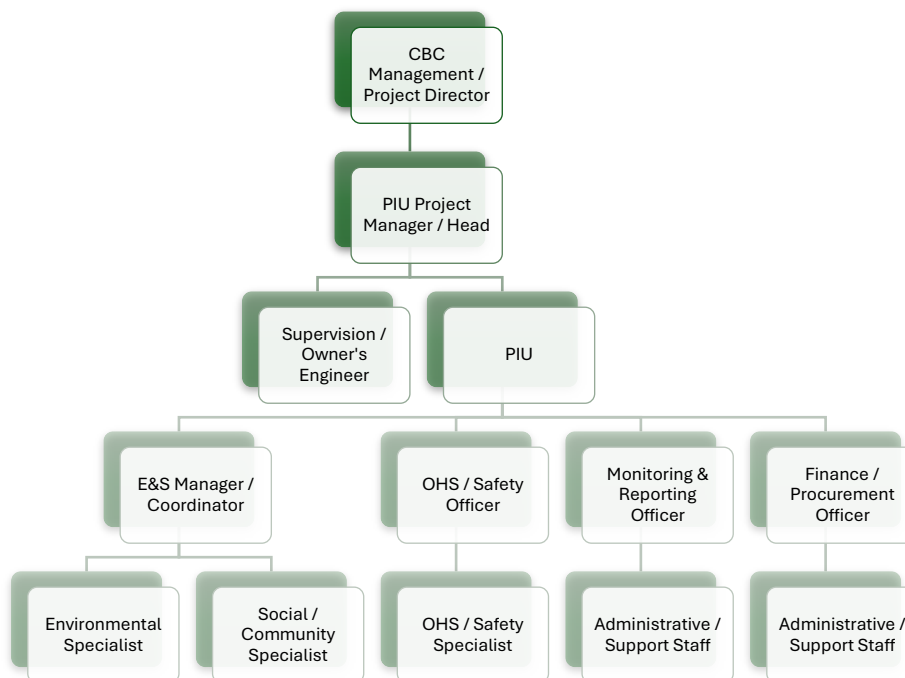 CBC
Management /
Project Director
PIU Project
Manager / Head
Supervision /
Owner's
Engineer
PIU
E&S Manager /
Coordinator
OHS / Safety
Officer
Monitoring &
Reporting
Officer
Finance /
Procurement
Officer
Environmental
Specialist
Social /
Community
Specialist
OHS / Safety
Specialist
Administrative /
Support Staff
Administrative /
Support Staff